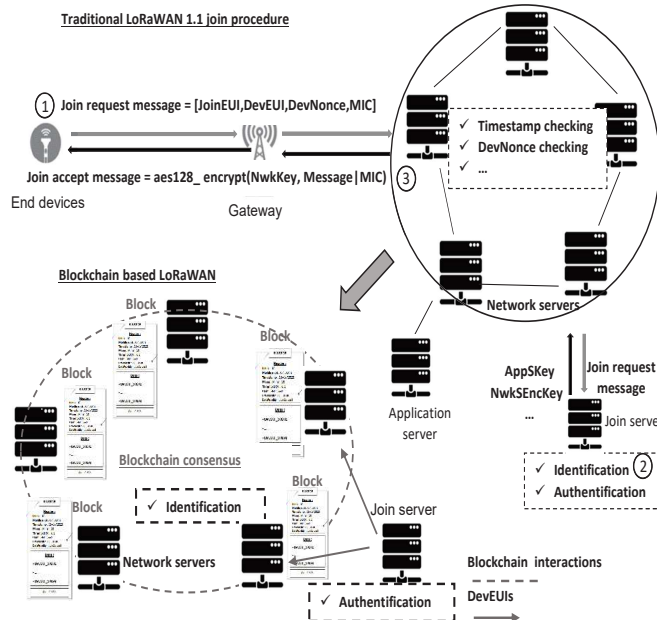 Traditional LoRaWAN 1.1 join procedure
1 Join request message = [JoinEUI,DevEUI,DevNonce,MIC]
✓ Timestamp checking
✓ DevNonce checking
✓ ...
Join accept message = aes128_ encrypt(NwkKey, Message|MIC) 3
End devices
Gateway
Network servers
Blockchain based LoRaWAN
Block
Block
Application
server
AppSKey
NwkSEncKey
...
Join request
message
Join serve
✓ Identification 2
✓ Authentification
Blockchain consensus
Block
Block
✓ Identification
Network servers
Join server
✓ Authentification
Blockchain interactions
DevEUIs